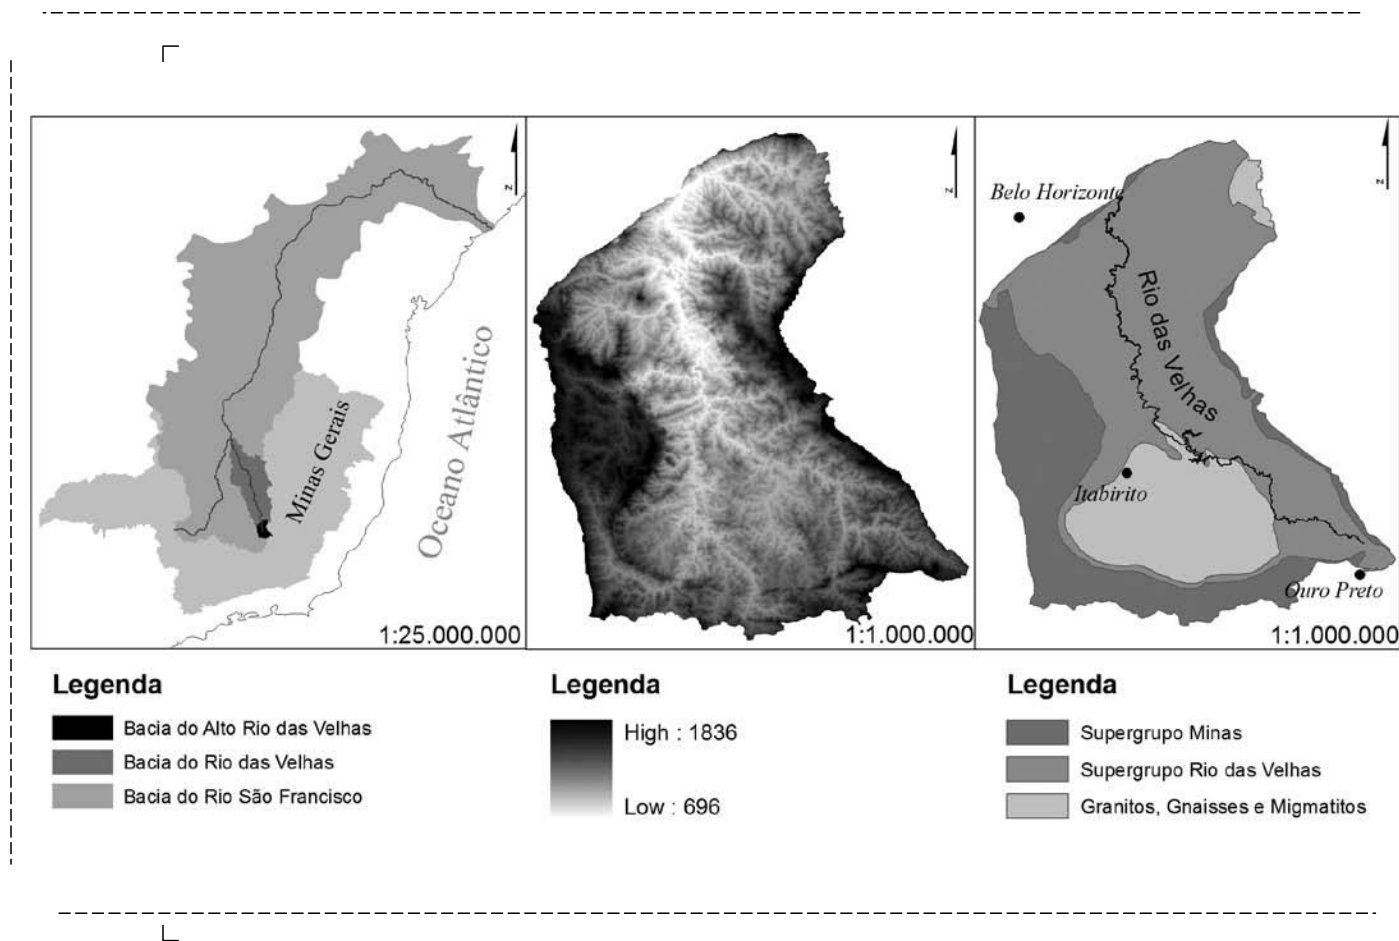 Z
Minas Gerais
Oceano Atlântico
1:25.000.000
Z
1:1.000.000
Z
Belo Horizonte
Rio das Velhas
Itabirito
Ouro Preto
1:1.000.000
Legenda
Bacia do Alto Rio das Velhas
Bacia do Rio das Velhas
Bacia do Rio São Francisco
Legenda
High : 1836
Low : 696
Legenda
Supergrupo Minas
Supergrupo Rio das Velhas
Granitos, Gnaisses e Migmatitos